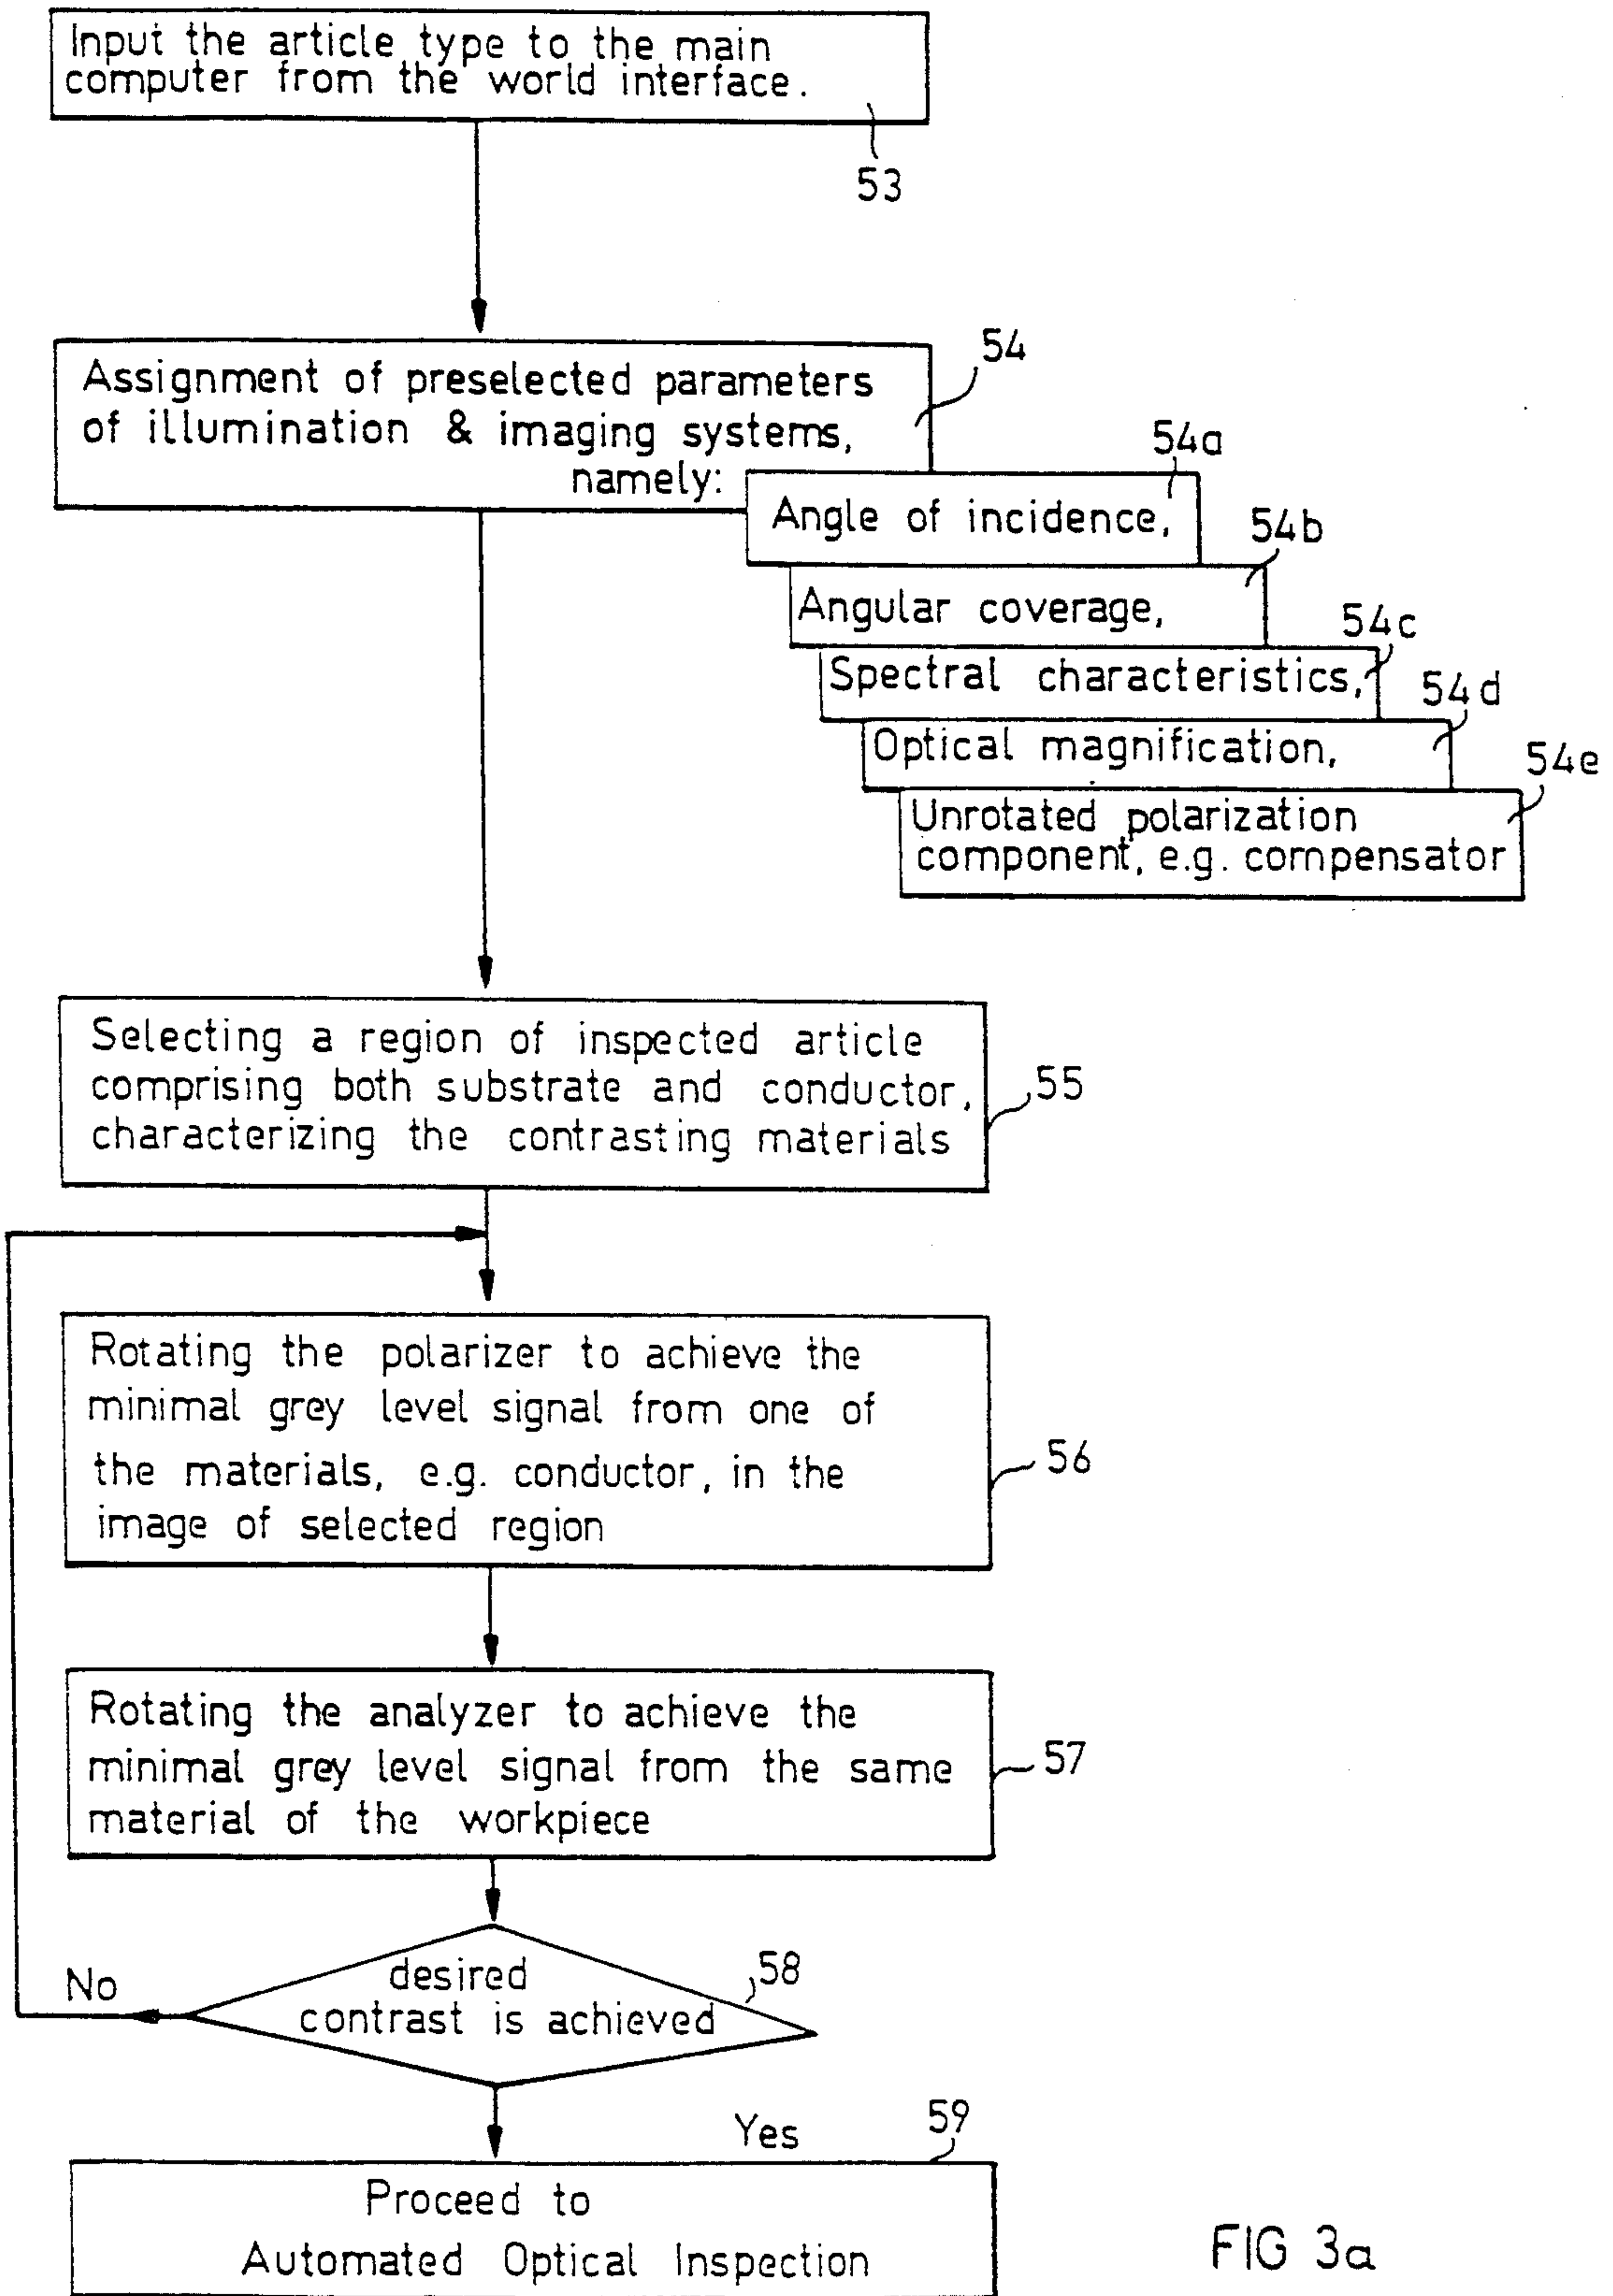 Input the article type to the main
computer from the world interface.
53
Assignment of preselected parameters
of illumination & imaging systems,
namely:
54
54a
Angle of incidence,
54b
Angular coverage,
54c
Spectral characteristics,
54d
Optical magnification,
54e
Unrotated polarization
component, e.g. compensator
Selecting a region of inspected article
comprising both substrate and conductor,
characterizing the contrasting materials
55
Rotating the polarizer to achieve the
minimal grey level signal from one of
the materials, e.g. conductor, in the
image of selected region
56
Rotating the analyzer to achieve the
minimal grey level signal from the same
material of the workpiece
57
No
desired
contrast is achieved
58
Yes
59
Proceed to
Automated Optical Inspection
FIG 3a